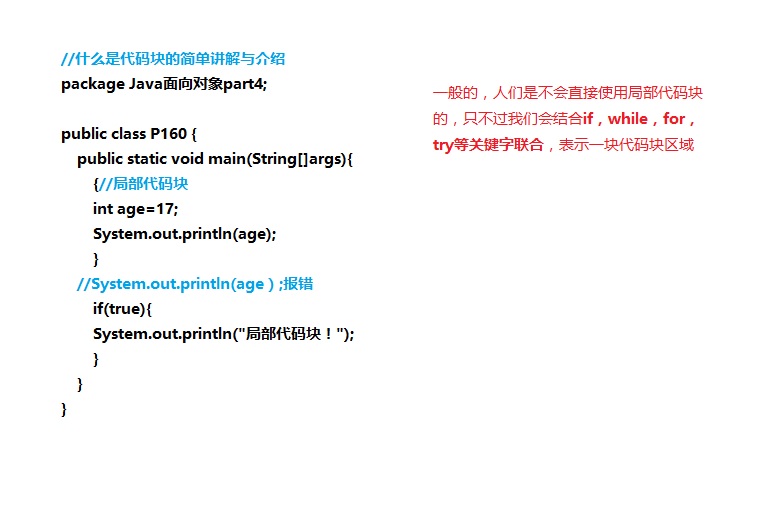 //什么是代码块的简单讲解与介绍
package Java面向对象part4;
public class P160 {
public static void main(String[]args){
{//局部代码块
int age=17;
System.out.println(age);
}
//System.out.println(age）;报错
if(true){
System.out.println("局部代码块！");
}
}
}
一般的，人们是不会直接使用局部代码块
的，只不过我们会结合if，while，for，
try等关键字联合，表示一块代码块区域